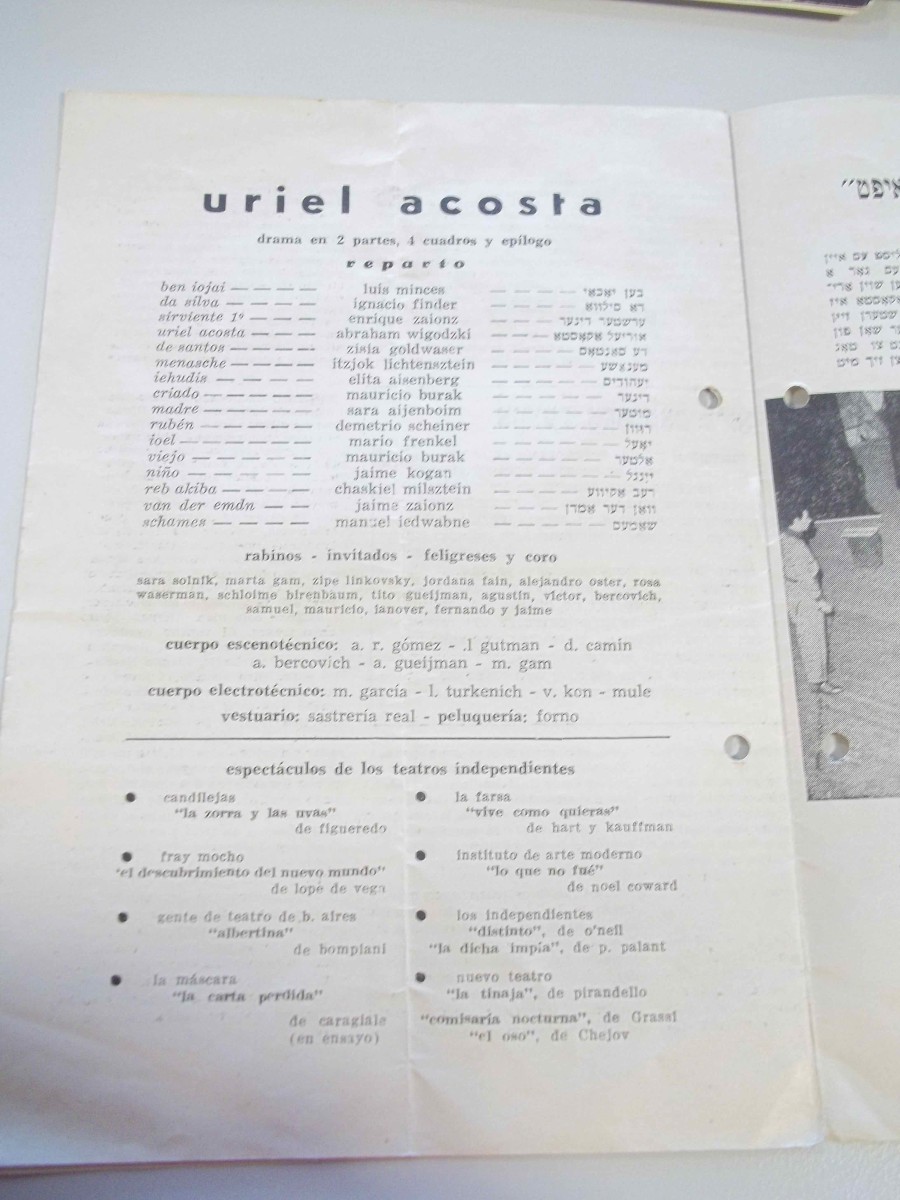 uriel acosta
drama en 2 partes, 4 cuadros y epílogo
reparto
ben iojai — — — — luis minces — — — — בען יאכאי
da silva — — — — ignacio finder — — — — דא סילווא
sirviente 1º — — — enrique zaionz — — — ערשטער דינער
uriel acosta — — — abraham wigodzki — — — אוריאל אקאסטא
de santos — — — — zisla goldwaser — — — — דע סאנטאס
menasche — — — — itzjok lichtensztein — — — — מענאשע
iehudis — — — — elita aisenberg — — — — יעהודיס
criado — — — — — mauricio burak — — — — — דינער
madre — — — — — sara aijenboim — — — — — מוטער
rubén — — — — — demetrio scheiner — — — — — רובן
ioel — — — — — mario frenkel — — — — — יאעל
viejo — — — — — mauricio burak — — — — — אלטער
niño — — — — — jaime kogan — — — — — יינגל
reb akiba — — — — chaskiel milsztein — — — — רעב אקיווע
van der emdn — — jaime zaionz — — — וואן דער אמדן
schames — — — — manuel iedwabne — — — — — שאמעס
rabinos - invitados - feligreses y coro
sara solnik, marta gam, zipe linkovsky, jordana fain, alejandro oster, rosa
waserman, schloime birenbaum, tito gueijman, agustín, víctor, bercovich,
samuel, mauricio, ianover, fernando y jaime
cuerpo escenotécnico: a. r. gómez - .l gutman - d. camin
a. bercovich - a. gueijman - m. gam
cuerpo electrotécnico: m. garcía - l. turkenich - v. kon - mule
vestuario: sastrería real - peluquería: forno
espectáculos de los teatros independientes
● candilejas
"la zorra y las uvas"
de figueredo
● fray mocho
"el descubrimiento del nuevo mundo"
de lope de vega
● gente de teatro de b. aires
"albertina"
de bompiani
● la máscara
"la carta perdida"
de caragiale
(en ensayo)
● la farsa
"vive como quieras"
de hart y kauffman
● instituto de arte moderno
"lo que no fué"
de noel coward
● los independientes
"distinto", de o'neil
"la dicha impía", de p. palant
● nuevo teatro
"la tinaja", de pirandello
"comisaría nocturna", de Grassi
"el oso", de Chejov